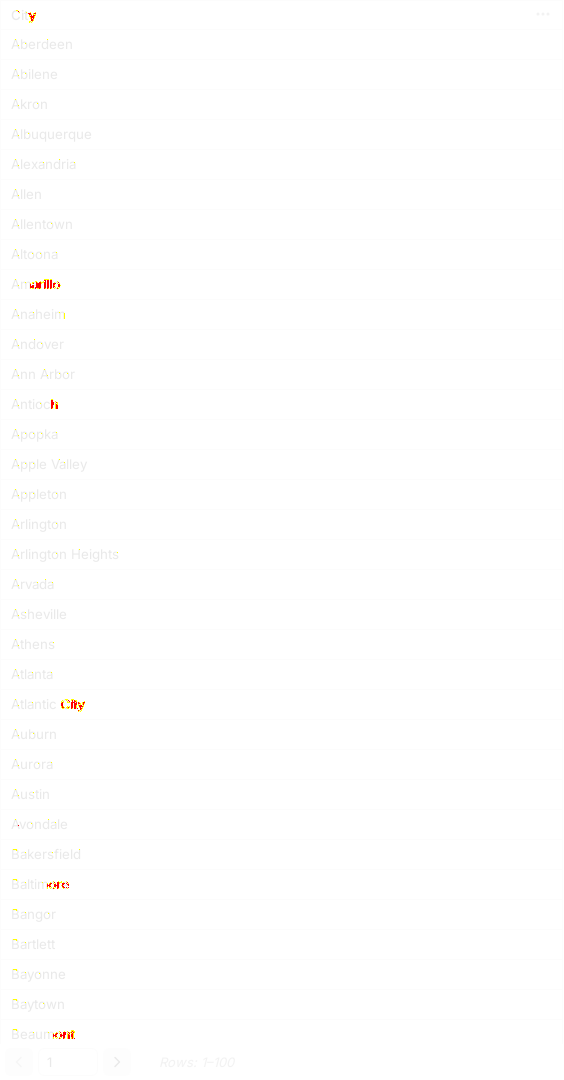 City
Aberdeen
Abilene
Akron
Albuquerque
Alexandria
Allen
Allentown
Altoona
Amarillo
Anaheim
Andover
Ann Arbor
Antioch
Apopka
Apple Valley
Appleton
Arlington
Arlington Heights
Arvada
Asheville
Athens
Atlanta
Atlantic City
Auburn
Aurora
Austin
Avondale
Bakersfield
Baltimore
Bangor
Bartlett
Bayonne
Baytown
Beaumont
1 Rows: 1–100